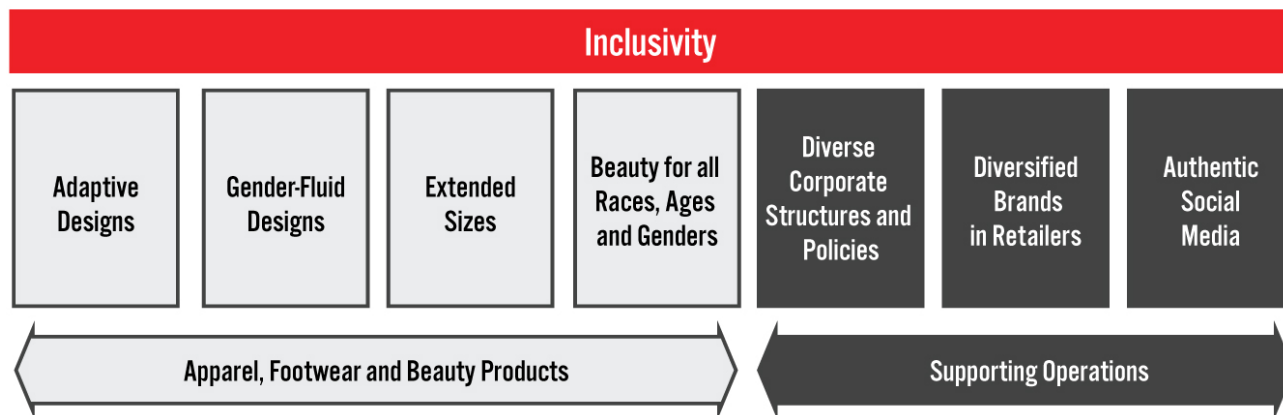 Inclusivity
Adaptive
Designs
Gender-Fluid
Designs
Extended
Sizes
Beauty for all
Races, Ages
and Genders
Diverse
Corporate
Structures and
Policies
Diversified
Brands
in Retailers
Authentic
Social
Media
Apparel, Footwear and Beauty Products
Supporting Operations